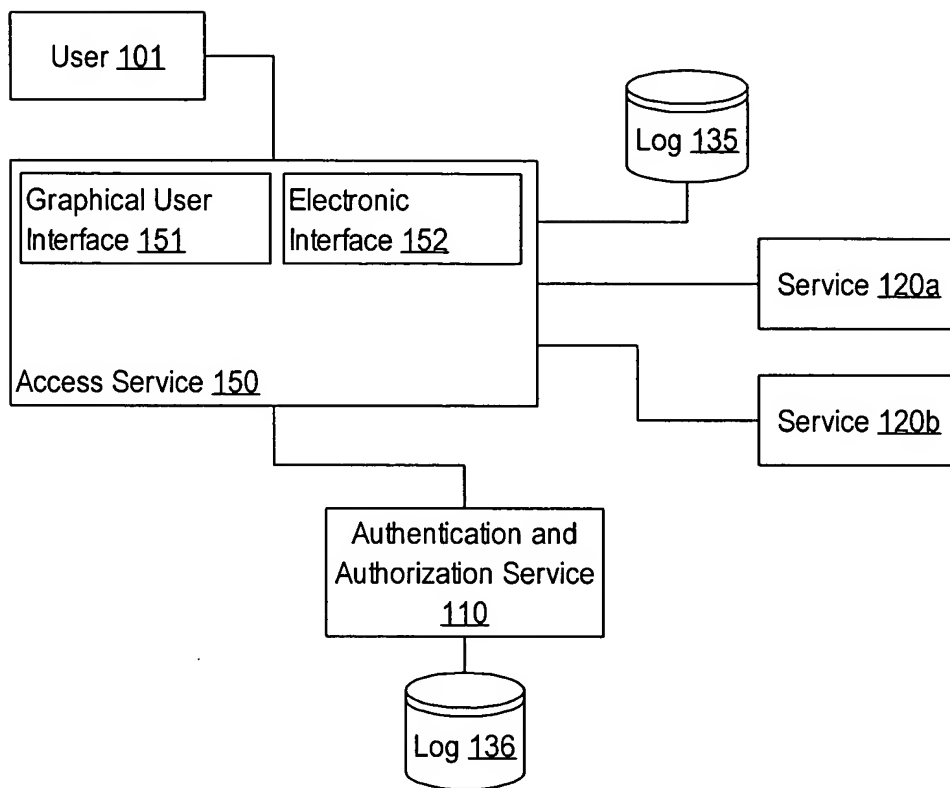 User 101
Log 135
Graphical User
Interface 151
Electronic
Interface 152
Service 120a
Access Service 150
Service 120b
Authentication and
Authorization Service
110
Log 136